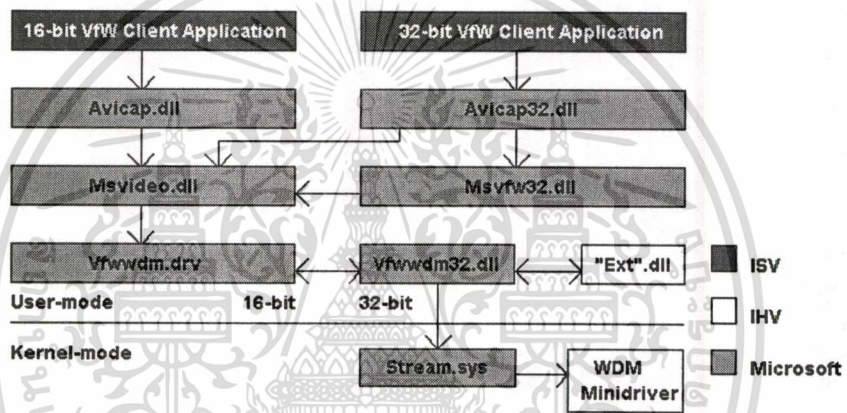 16-bit VfW Client Application
32-bit VfW Client Application
Avicap.dll
Avicap32.dll
Msvideo.dll
Msvfw32.dll
Vfwwdm.drv
Vfwwdm32.dll
"Ext".dll
ISV
User-mode
16-bit
32-bit
IHV
Kernel-mode
Stream.sys
WDM
Minidriver
Microsoft